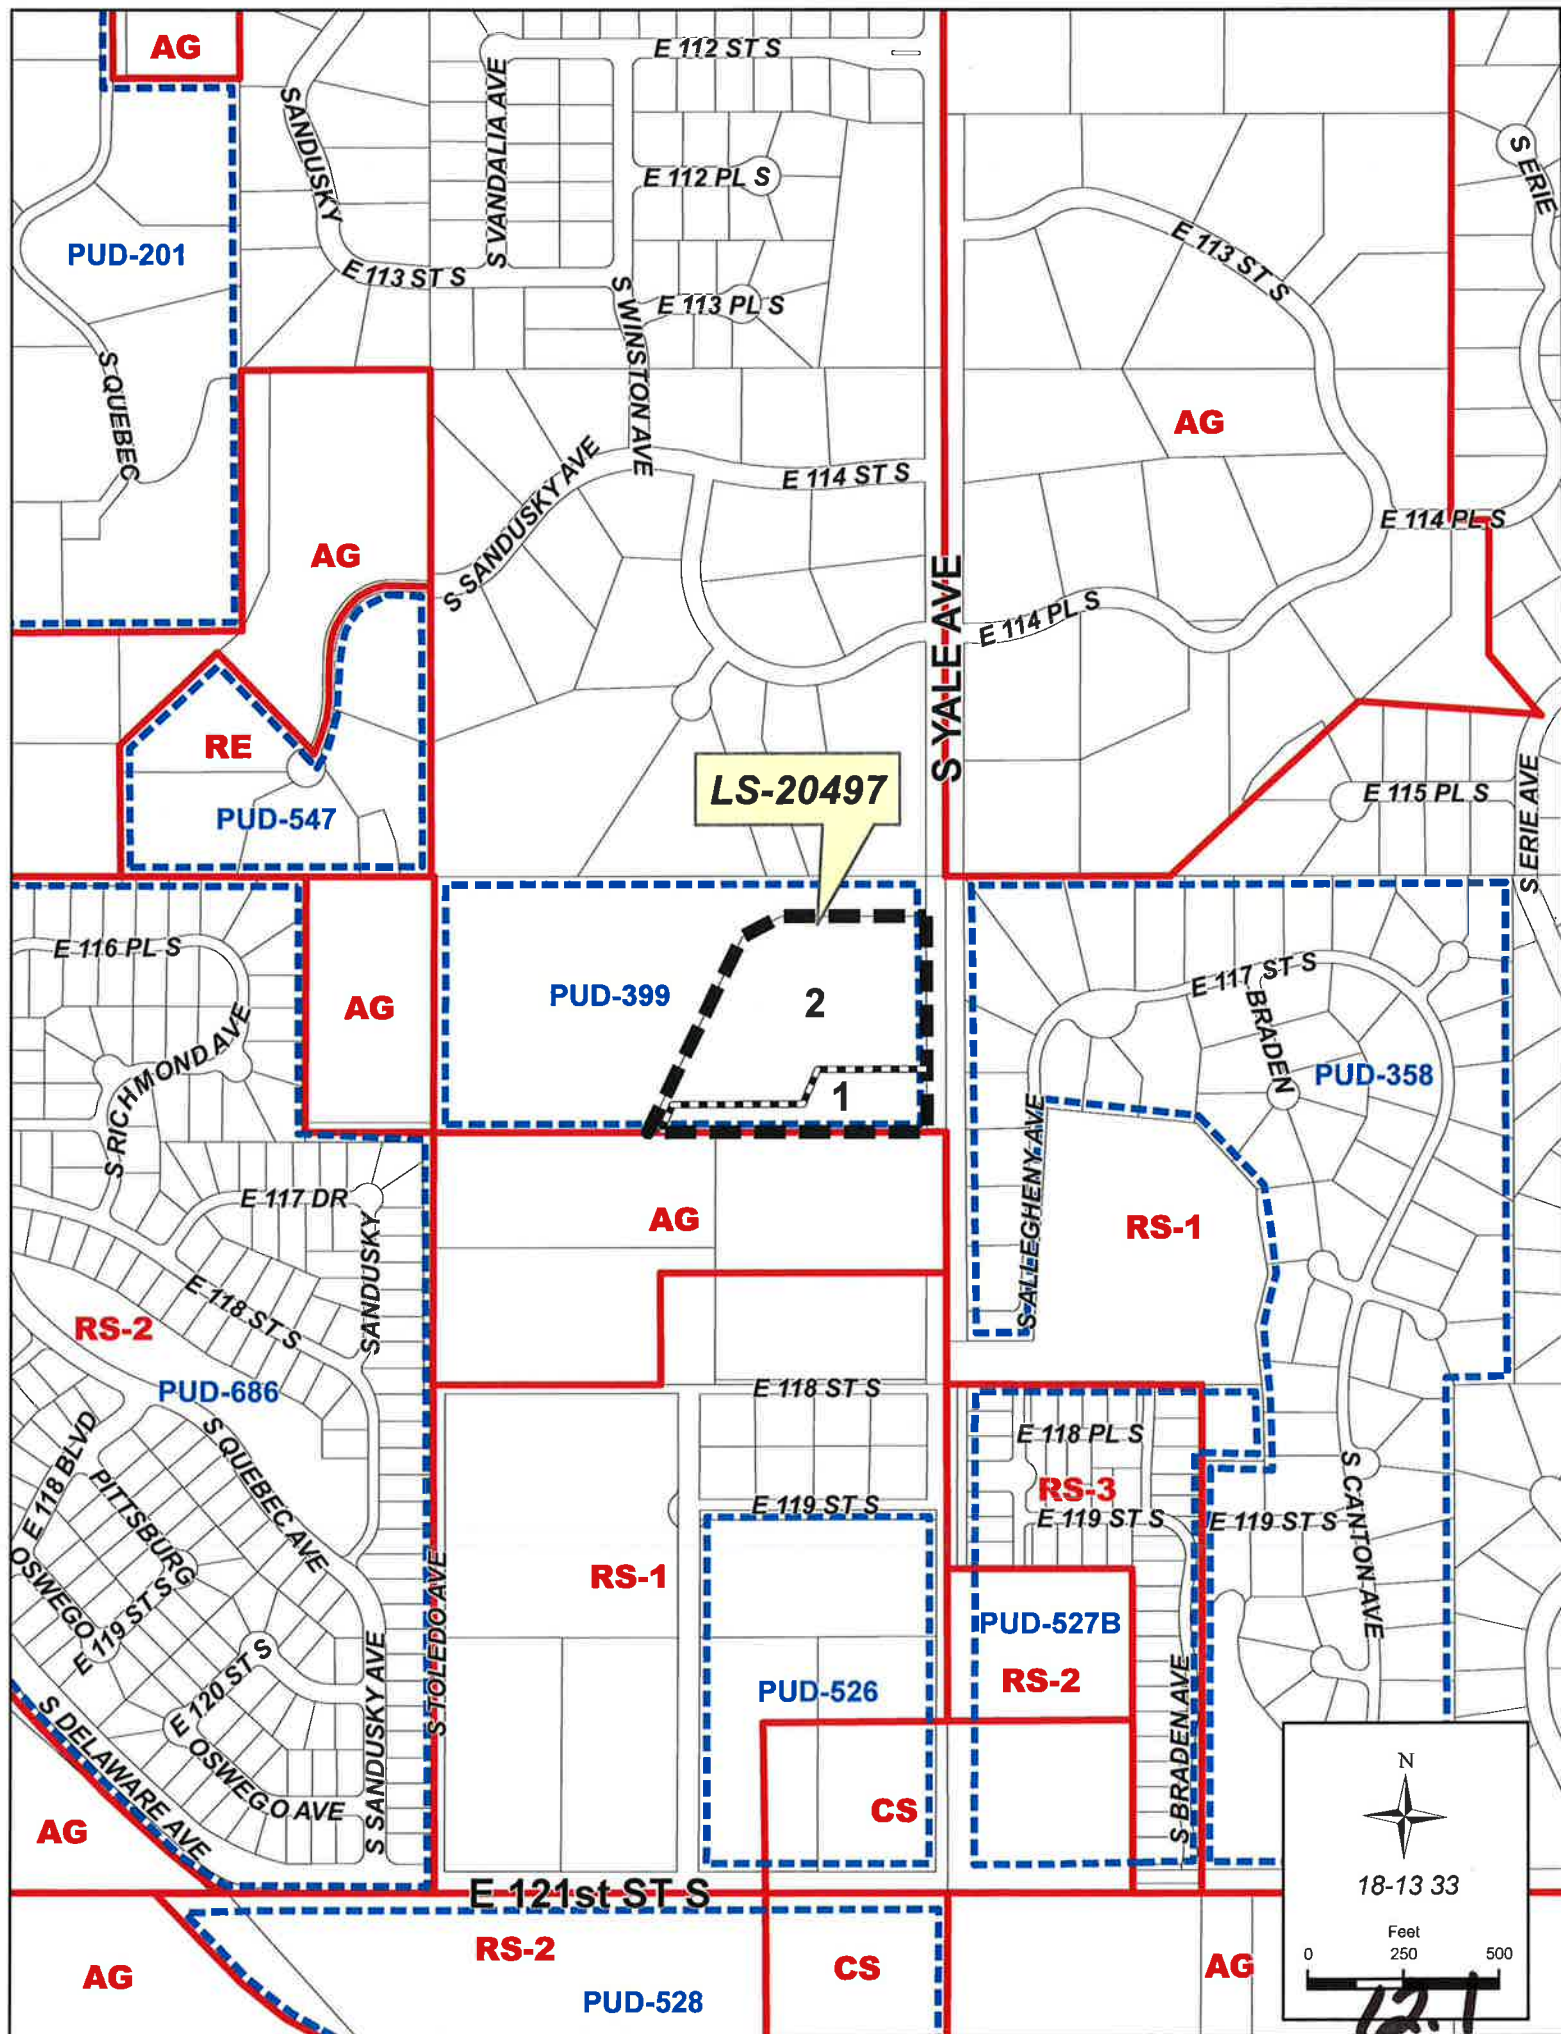 AG
E 112 ST S
SANDUSKY
S VANDALIA AVE
E 112 PL S
S ERIE
PUD-201
E 113 ST S
E 113 ST S
S WINSTON AVE
E 113 PL S
S QUEBEC
AG
S SANDUSKY AVE
E 114 ST S
E 114 PL S
AG
S YALE AVE
E 114 PL S
RE
PUD-547
LS-20497
E 115 PL S
S ERIE AVE
E 116 PL S
AG
PUD-399
2
1
E 117 ST S
BRADEN
PUD-358
S RICHMOND AVE
S ALLEGHENY AVE
E 117 DR
SANDUSKY
AG
RS-1
E 118 ST S
RS-2
PUD-686
E 118 ST S
E 118 PL S
S QUEBEC AVE
E 118 BLVD
PITTSBURG
RS-3
E 119 ST S
E 119 ST S
E 119 ST S
S CANTON AVE
OSWEGO
E 119 ST S
RS-1
S TOLEDO AVE
PUD-527B
E 120 ST S
S SANDUSKY AVE
PUD-526
RS-2
S BRADEN AVE
S DELAWARE AVE
OSWEGO AVE
AG
CS
E 121st ST S
N
18-13 33
Feet
0 250 500
RS-2
AG
CS
AG
PUD-528
12.1